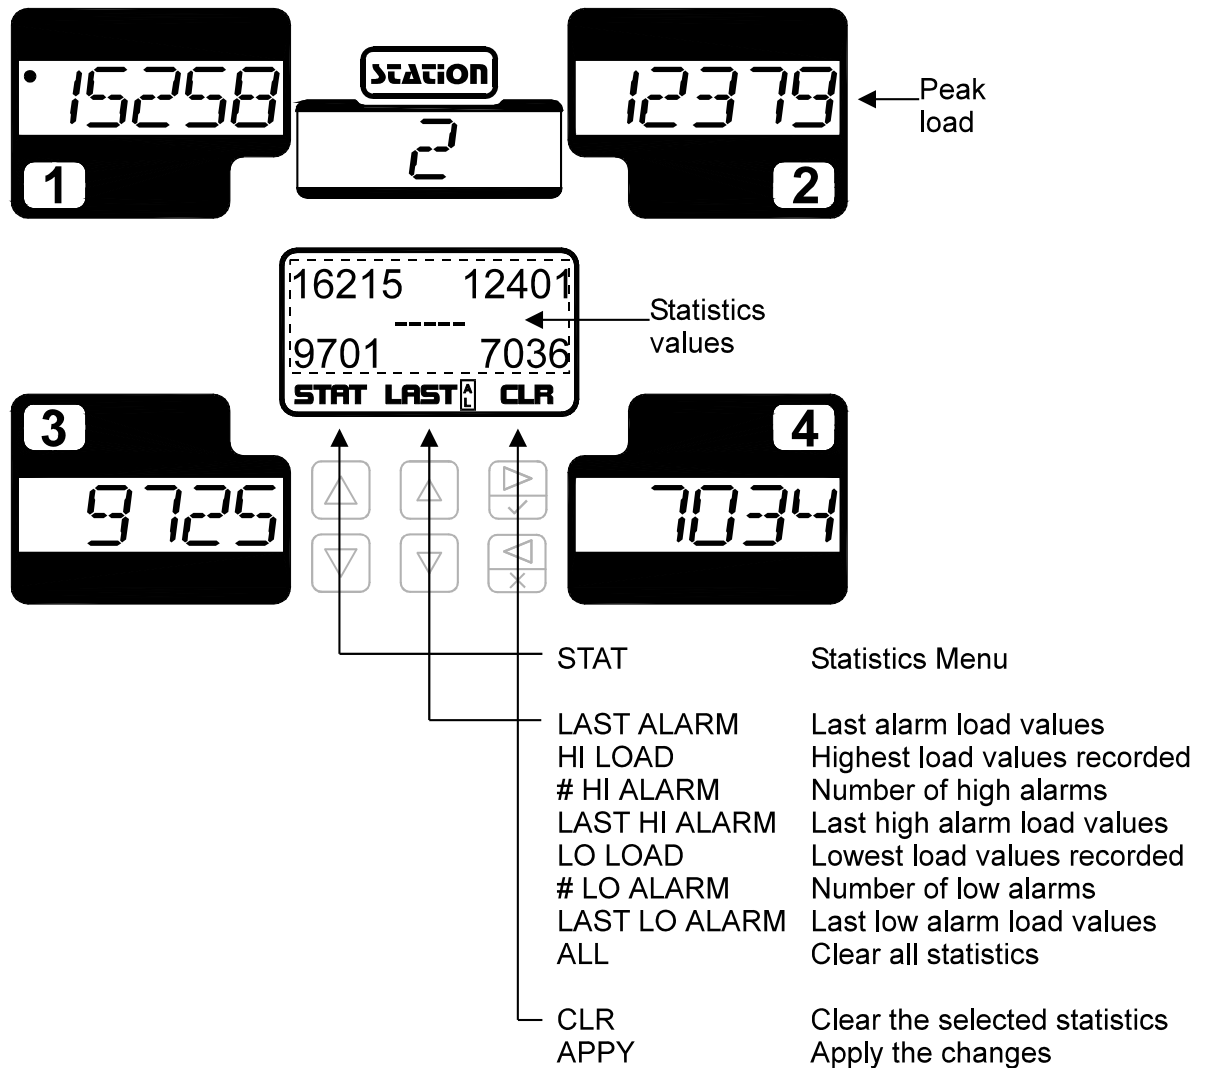 15258
STATION
2
12379
Peak
load
1
2
16215 12401
-----
9701 7036
STAT LAST AL CLR
Statistics
values
3
4
9725
7034
STAT Statistics Menu
LAST ALARM Last alarm load values
HI LOAD Highest load values recorded
# HI ALARM Number of high alarms
LAST HI ALARM Last high alarm load values
LO LOAD Lowest load values recorded
# LO ALARM Number of low alarms
LAST LO ALARM Last low alarm load values
ALL Clear all statistics
CLR Clear the selected statistics
APPY Apply the changes